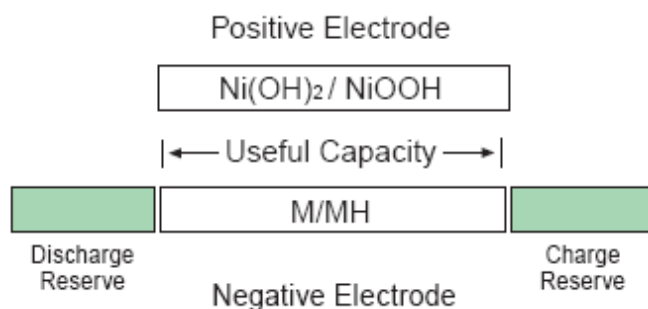 Positive Electrode
Ni(OH)₂ / NiOOH
Useful Capacity
M/MH
Discharge
Reserve
Charge
Reserve
Negative Electrode